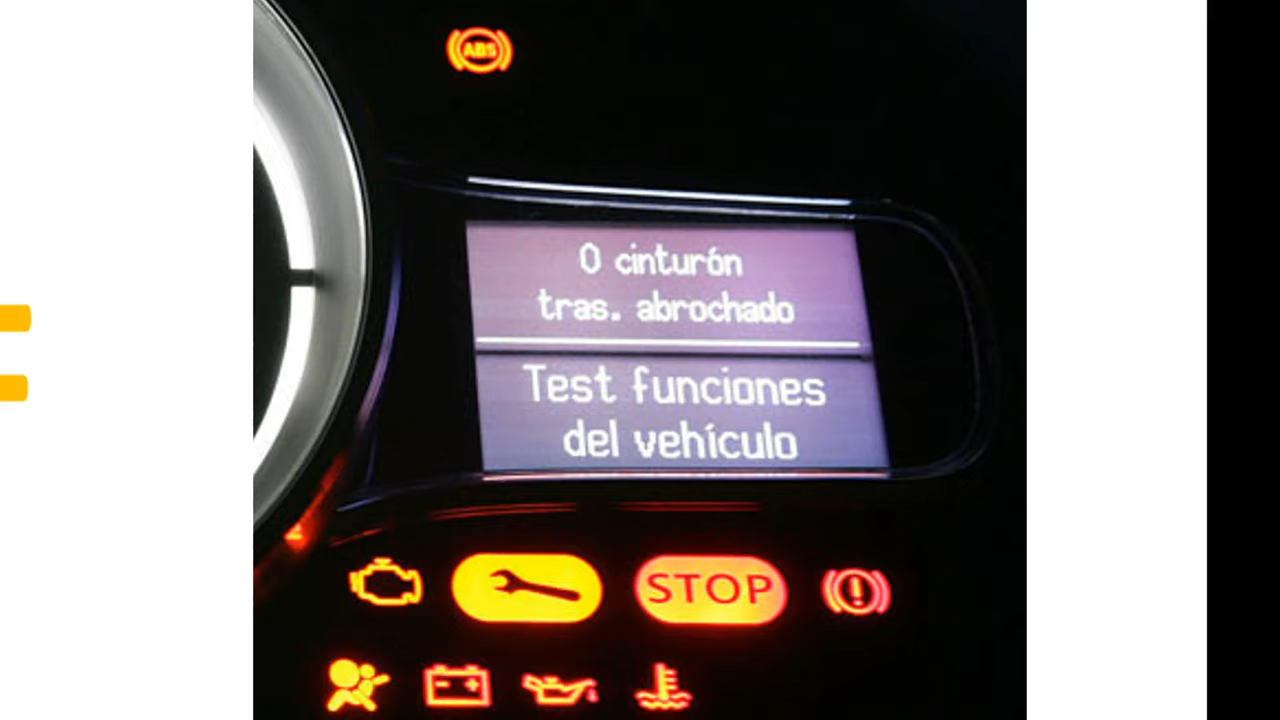 ABS
0 cinturón
tras. abrochado
Test funciones
del vehículo
STOP